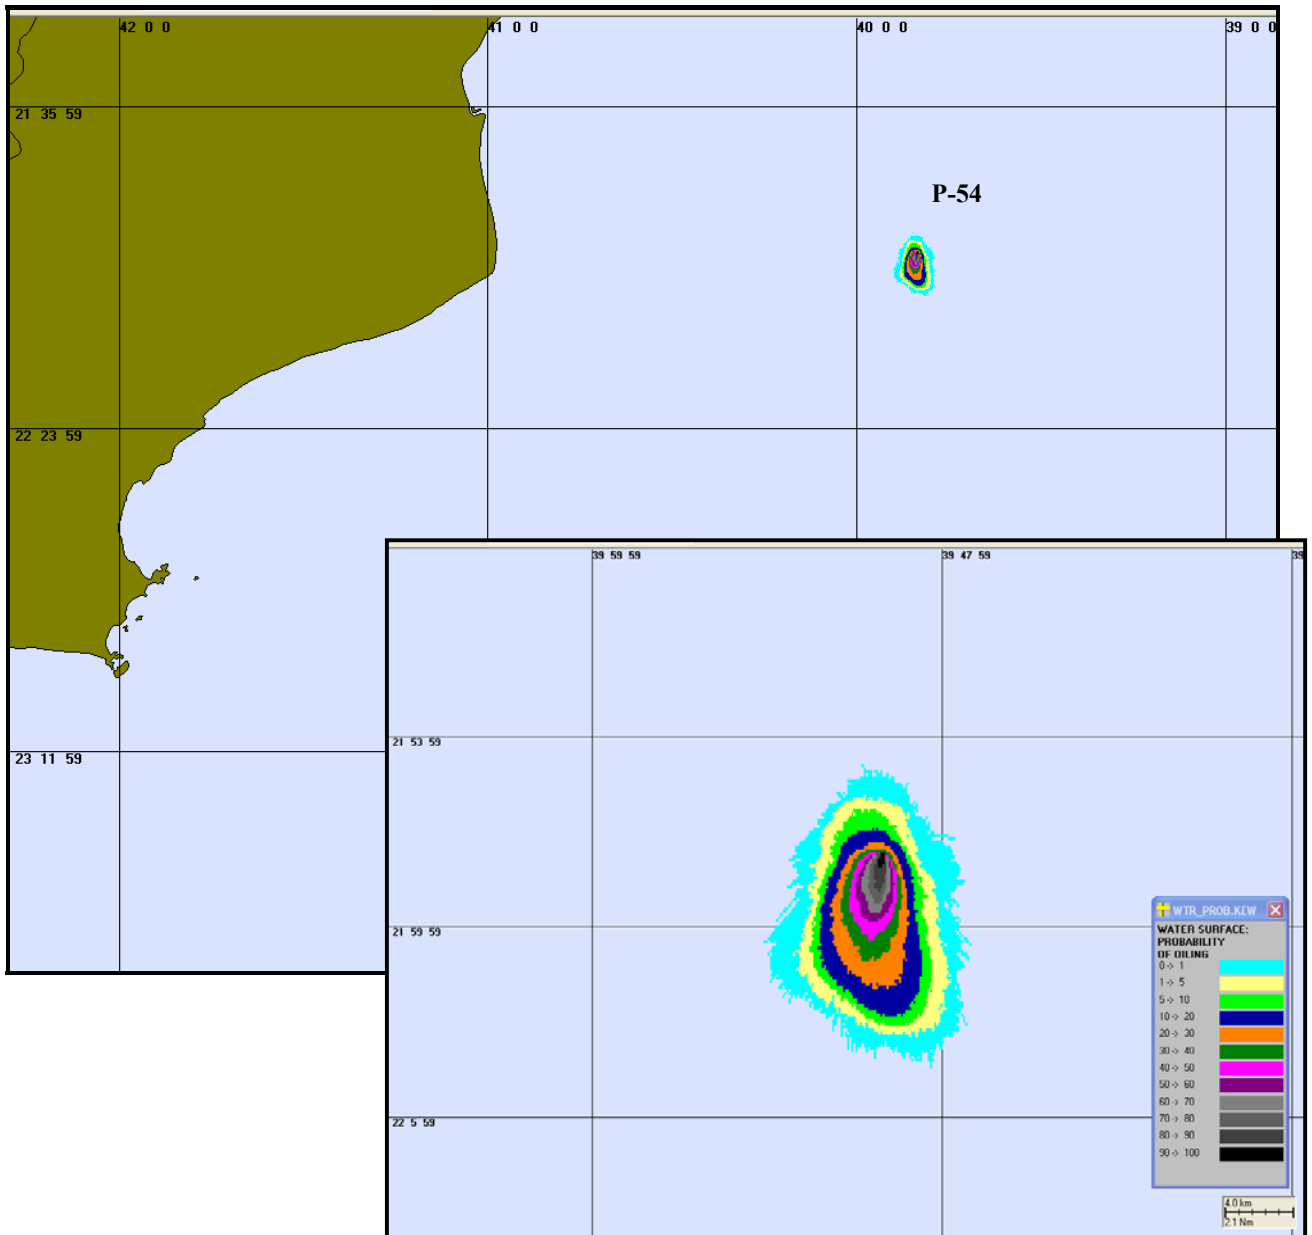 42 0 0
41 0 0
40 0 0
39 0 0
21 35 59
P-54
22 23 59
23 11 59
39 59 59
39 47 59
39
21 53 59
21 59 59
22 5 59
WTR_PROB.KEW
WATER SURFACE:
PROBABILITY
OF OILING
0 -> 1
1 -> 5
5 -> 10
10 -> 20
20 -> 30
30 -> 40
40 -> 50
50 -> 60
60 -> 70
70 -> 80
80 -> 90
90 -> 100
4.0 km
2.1 Nm